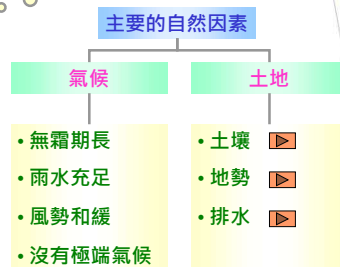 主要的自然因素
氣候
• 無霜期長
• 雨水充足
• 風勢和緩
• 沒有極端氣候
土地
• 土壤
• 地勢
• 排水